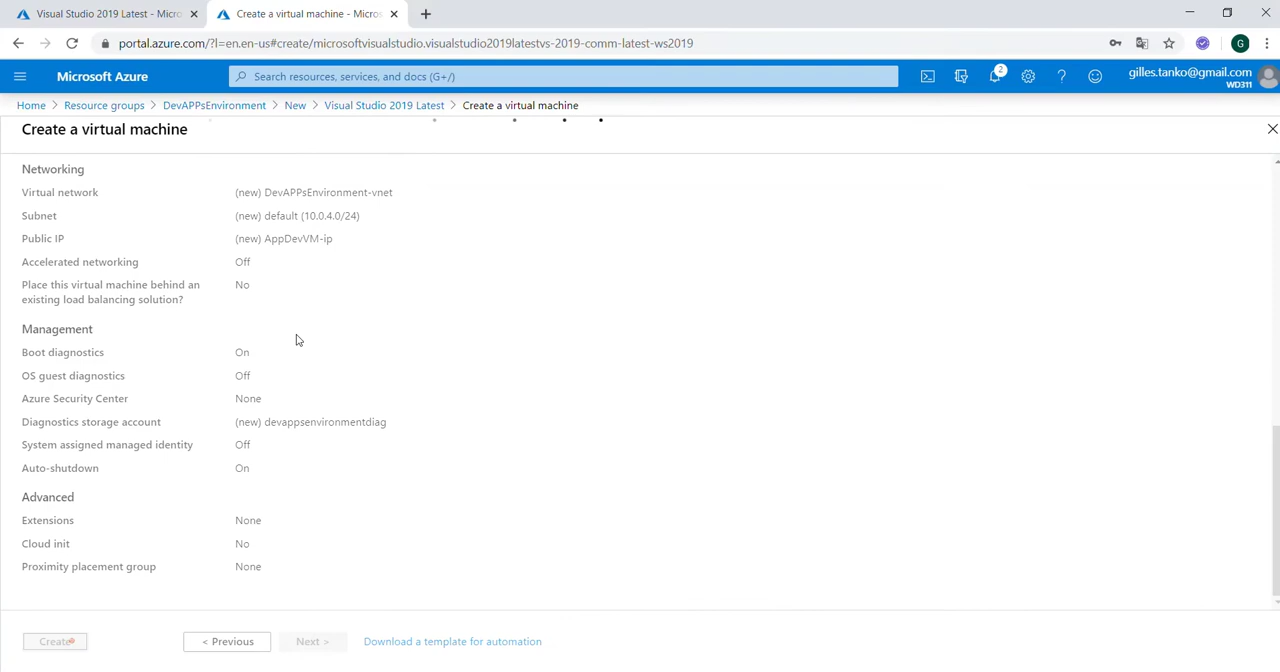 Visual Studio 2019 Latest - Micro
Create a virtual machine - Micros
portal.azure.com/?l=en.en-us#create/microsoftvisualstudio.visualstudio2019latestvs-2019-comm-latest-ws2019
G
Microsoft Azure
Search resources, services, and docs (G+/)
2
gilles.tanko@gmail.com
WD311
Home > Resource groups > DevAPPsEnvironment > New > Visual Studio 2019 Latest > Create a virtual machine
Create a virtual machine
Networking
Virtual network (new) DevAPPsEnvironment-vnet
Subnet (new) default (10.0.4.0/24)
Public IP (new) AppDevVM-ip
Accelerated networking Off
Place this virtual machine behind an No
existing load balancing solution?
Management
Boot diagnostics On
OS guest diagnostics Off
Azure Security Center None
Diagnostics storage account (new) devappsenvironmentdiag
System assigned managed identity Off
Auto-shutdown On
Advanced
Extensions None
Cloud init No
Proximity placement group None
Create < Previous Next > Download a template for automation